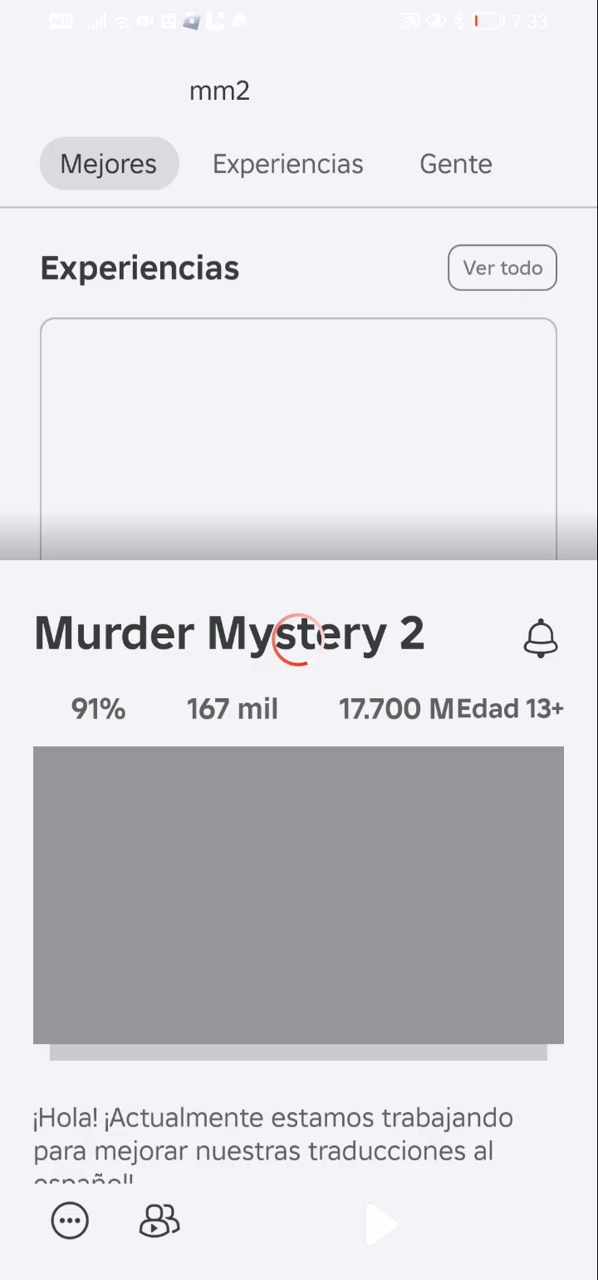 7:33
mm2
Mejores Experiencias Gente
Experiencias Ver todo
Murder Mystery 2
91% 167 mil 17.700 M Edad 13+
¡Hola! ¡Actualmente estamos trabajando
para mejorar nuestras traducciones al
español!